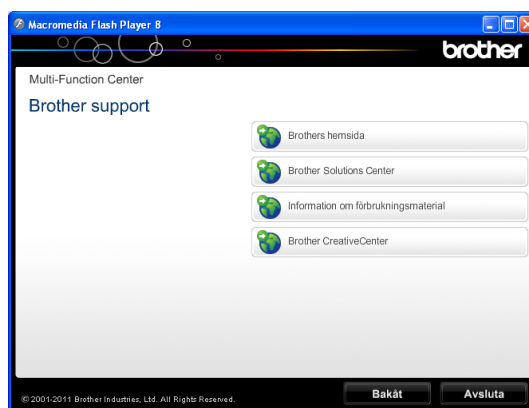 Macromedia Flash Player 8
brother
Multi-Function Center
Brother support
Brothers hemsida
Brother Solutions Center
Information om förbrukningsmaterial
Brother CreativeCenter
© 2001-2011 Brother Industries, Ltd. All Rights Reserved.
Bakåt
Avsluta